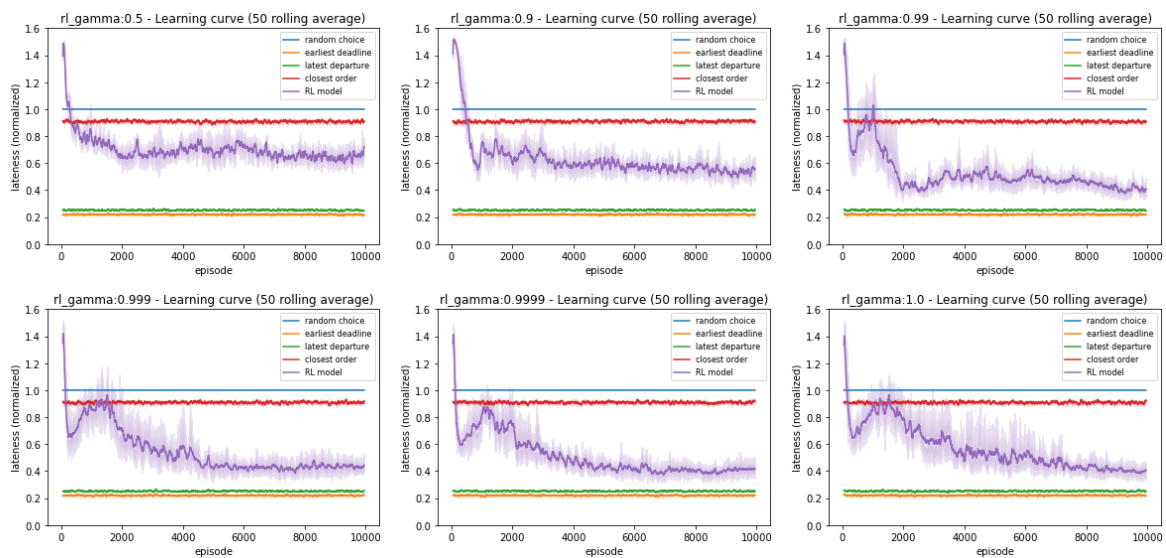 rl_gamma:0.5 - Learning curve (50 rolling average)
lateness (normalized)
1.6
1.4
1.2
1.0
0.8
0.6
0.4
0.2
0.0
random choice
earliest deadline
latest departure
closest order
RL model
0 2000 4000 6000 8000 10000
episode
rl_gamma:0.9 - Learning curve (50 rolling average)
lateness (normalized)
1.6
1.4
1.2
1.0
0.8
0.6
0.4
0.2
0.0
random choice
earliest deadline
latest departure
closest order
RL model
0 2000 4000 6000 8000 10000
episode
rl_gamma:0.99 - Learning curve (50 rolling average)
lateness (normalized)
1.6
1.4
1.2
1.0
0.8
0.6
0.4
0.2
0.0
random choice
earliest deadline
latest departure
closest order
RL model
0 2000 4000 6000 8000 10000
episode
rl_gamma:0.999 - Learning curve (50 rolling average)
lateness (normalized)
1.6
1.4
1.2
1.0
0.8
0.6
0.4
0.2
0.0
random choice
earliest deadline
latest departure
closest order
RL model
0 2000 4000 6000 8000 10000
episode
rl_gamma:0.9999 - Learning curve (50 rolling average)
lateness (normalized)
1.6
1.4
1.2
1.0
0.8
0.6
0.4
0.2
0.0
random choice
earliest deadline
latest departure
closest order
RL model
0 2000 4000 6000 8000 10000
episode
rl_gamma:1.0 - Learning curve (50 rolling average)
lateness (normalized)
1.6
1.4
1.2
1.0
0.8
0.6
0.4
0.2
0.0
random choice
earliest deadline
latest departure
closest order
RL model
0 2000 4000 6000 8000 10000
episode